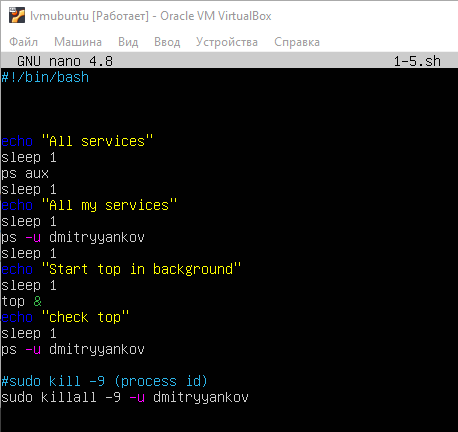 lvmubuntu [Работает] - Oracle VM VirtualBox
Файл Машина Вид Ввод Устройства Справка
GNU nano 4.8 1-5.sh
#!/bin/bash
echo "All services"
sleep 1
ps aux
sleep 1
echo "All my services"
sleep 1
ps -u dmitryyankov
sleep 1
echo "Start top in background"
sleep 1
top &
echo "check top"
sleep 1
ps -u dmitryyankov
#sudo kill -9 (process id)
sudo killall -9 -u dmitryyankov